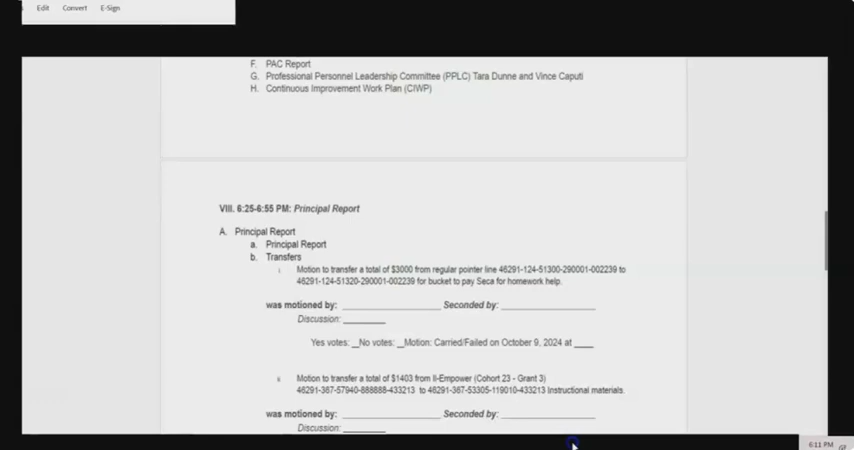 Edit Convert E-Sign
F. PAC Report
G. Professional Personnel Leadership Committee (PPLC) Tara Dunne and Vince Caputi
H. Continuous Improvement Work Plan (CIWP)
VIII. 6:25-6:55 PM: Principal Report
A. Principal Report
a. Principal Report
b. Transfers
i Motion to transfer a total of $3000 from regular pointer line 46291-124-51300-290001-002239 to
46291-124-51320-290001-002239 for bucket to pay Seca for homework help.
was motioned by: ____________________ Seconded by: ____________________
Discussion: ________
Yes votes: __No votes: __Motion: Carried/Failed on October 9, 2024 at ____
ii Motion to transfer a total of $1403 from Il-Empower (Cohort 23 - Grant 3)
46291-367-57940-888888-433213 to 46291-367-53305-119010-433213 Instructional materials.
was motioned by: ____________________ Seconded by: ____________________
Discussion: ________
6:11 PM